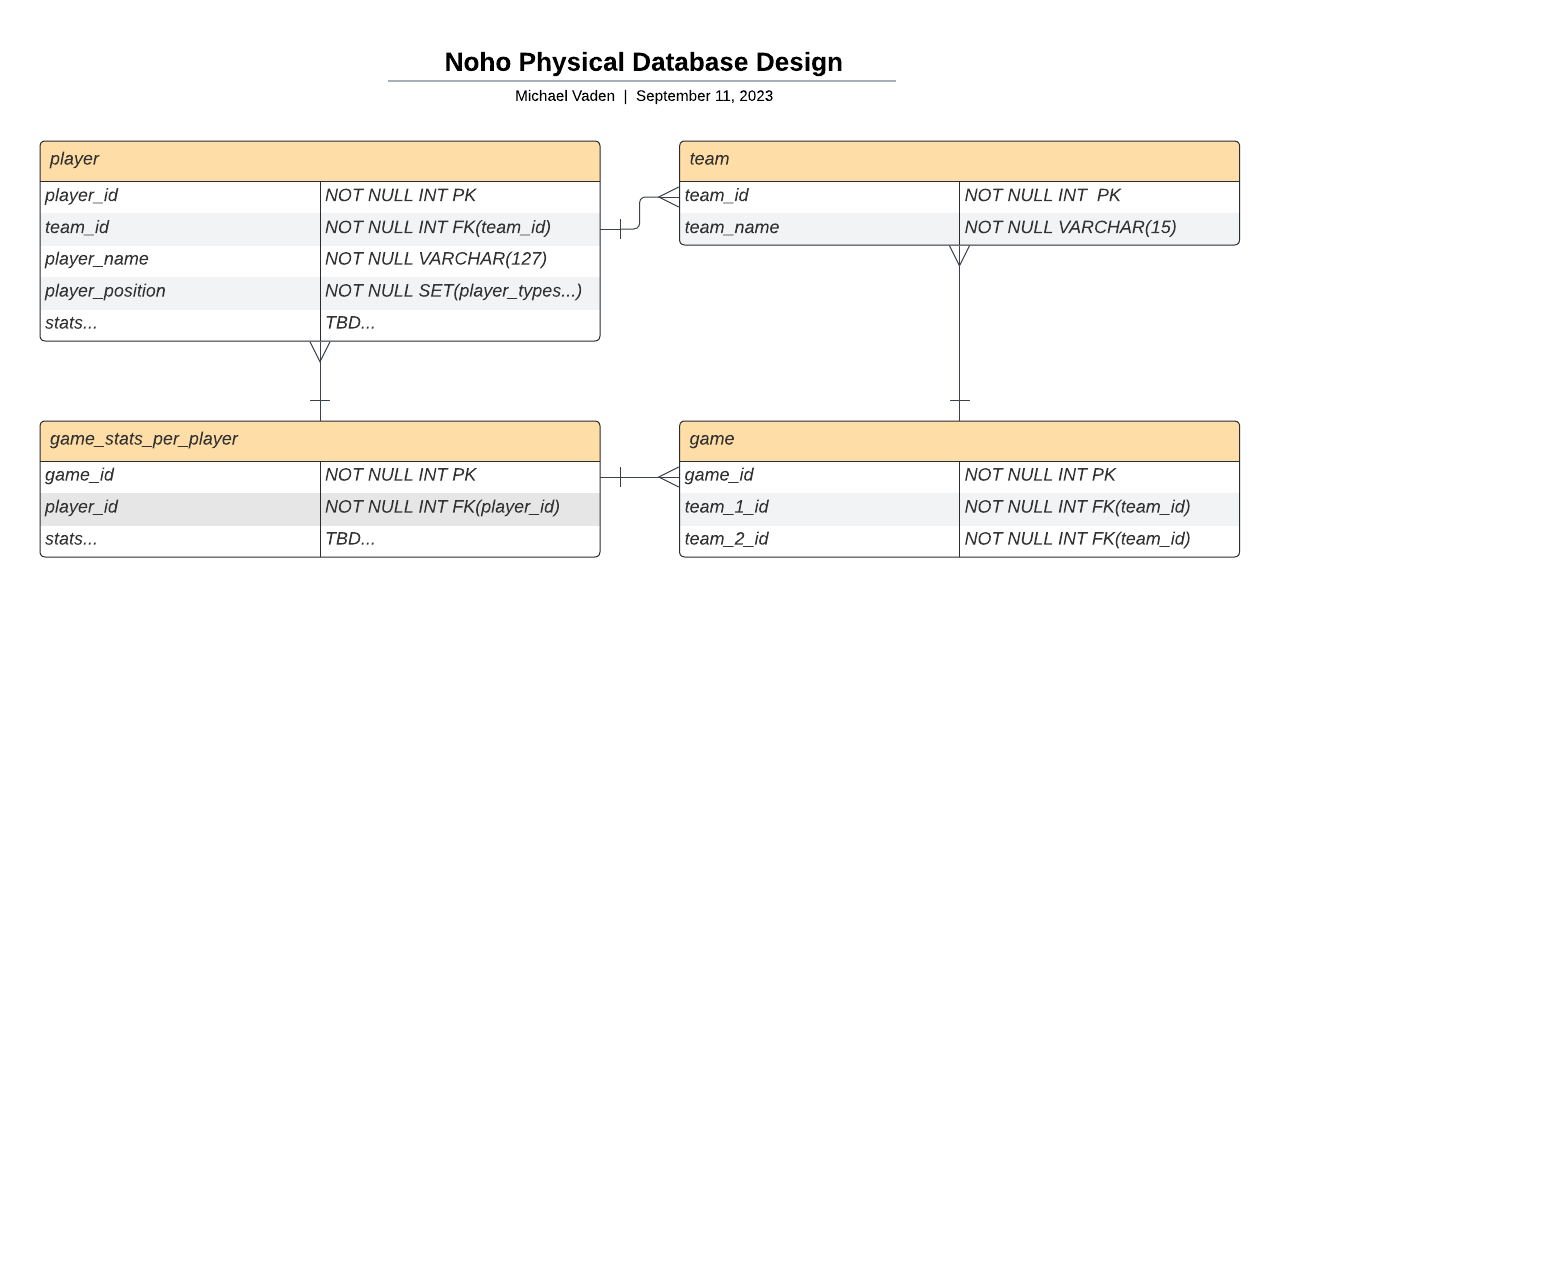 Noho Physical Database Design
Michael Vaden | September 11, 2023
player
player_id NOT NULL INT PK
team_id NOT NULL INT FK(team_id)
player_name NOT NULL VARCHAR(127)
player_position NOT NULL SET(player_types...)
stats... TBD...
team
team_id NOT NULL INT  PK
team_name NOT NULL VARCHAR(15)
game_stats_per_player
game_id NOT NULL INT PK
player_id NOT NULL INT FK(player_id)
stats... TBD...
game
game_id NOT NULL INT PK
team_1_id NOT NULL INT FK(team_id)
team_2_id NOT NULL INT FK(team_id)